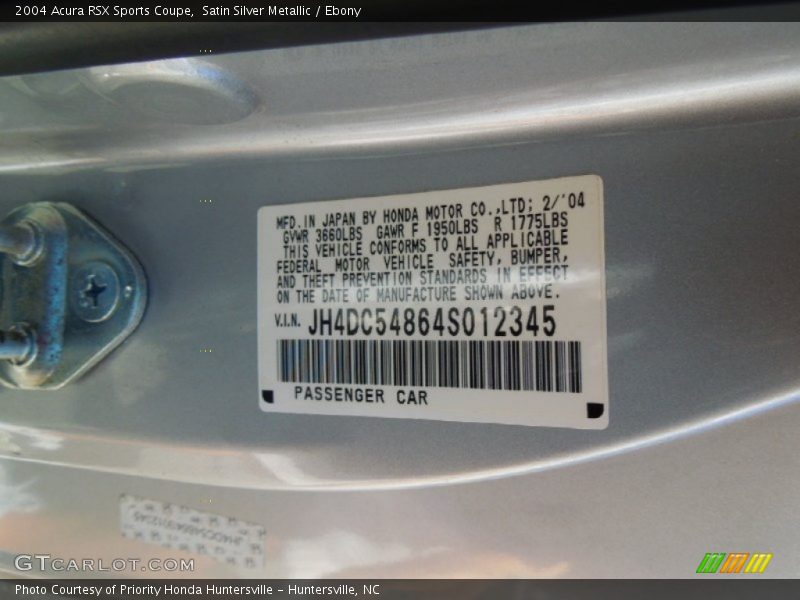 2004 Acura RSX Sports Coupe,  Satin Silver Metallic / Ebony
MFD.IN JAPAN BY HONDA MOTOR CO.,LTD; 2/'04
GVWR 3660LBS GAWR F 1950LBS R 1775LBS
THIS VEHICLE CONFORMS TO ALL APPLICABLE
FEDERAL MOTOR VEHICLE SAFETY, BUMPER,
AND THEFT PREVENTION STANDARDS IN EFFECT
ON THE DATE OF MANUFACTURE SHOWN ABOVE.
V.I.N. JH4DC54864S012345
PASSENGER CAR
JH4DC54864S012345
GTCARLOT.COM
Photo Courtesy of Priority Honda Huntersville – Huntersville, NC